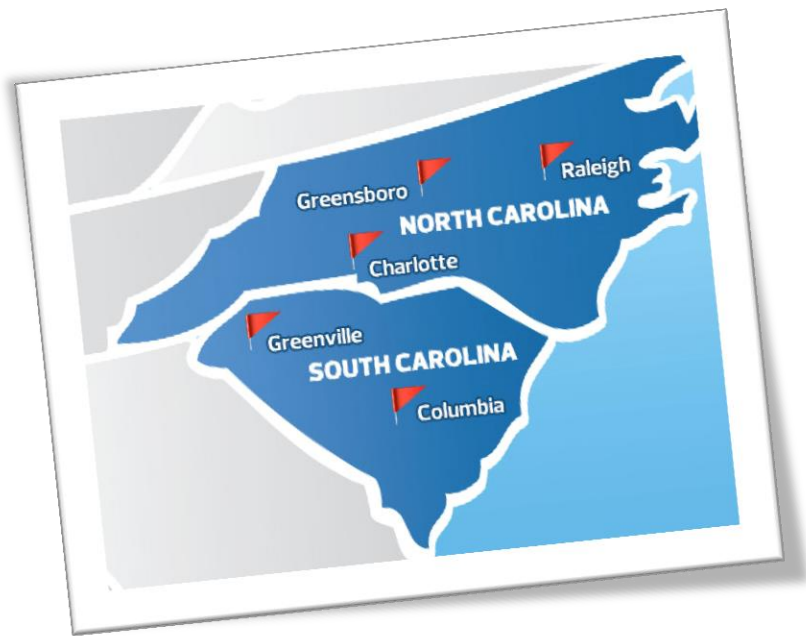 Raleigh
Greensboro
NORTH CAROLINA
Charlotte
Greenville
SOUTH CAROLINA
Columbia